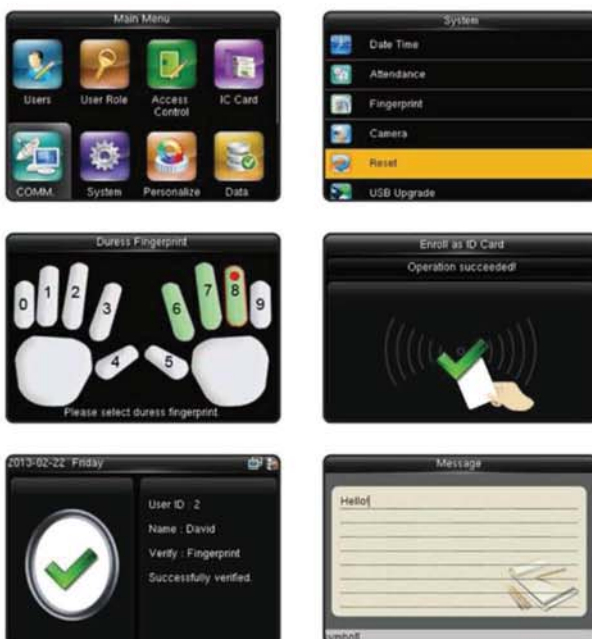 Main Menu
Users
User Role
Access
Control
IC Card
COMM.
System
Personalize
Data
System
Date Time
Attendance
Fingerprint
Camera
Reset
USB Upgrade
Duress Fingerprint
0 1 2 3 4 5 6 7 8 9
Please select duress fingerprint.
Enroll as ID Card
Operation succeeded!
2013-02-22 Friday
User ID : 2
Name : David
Verify : Fingerprint
Successfully verified.
Message
Hello!